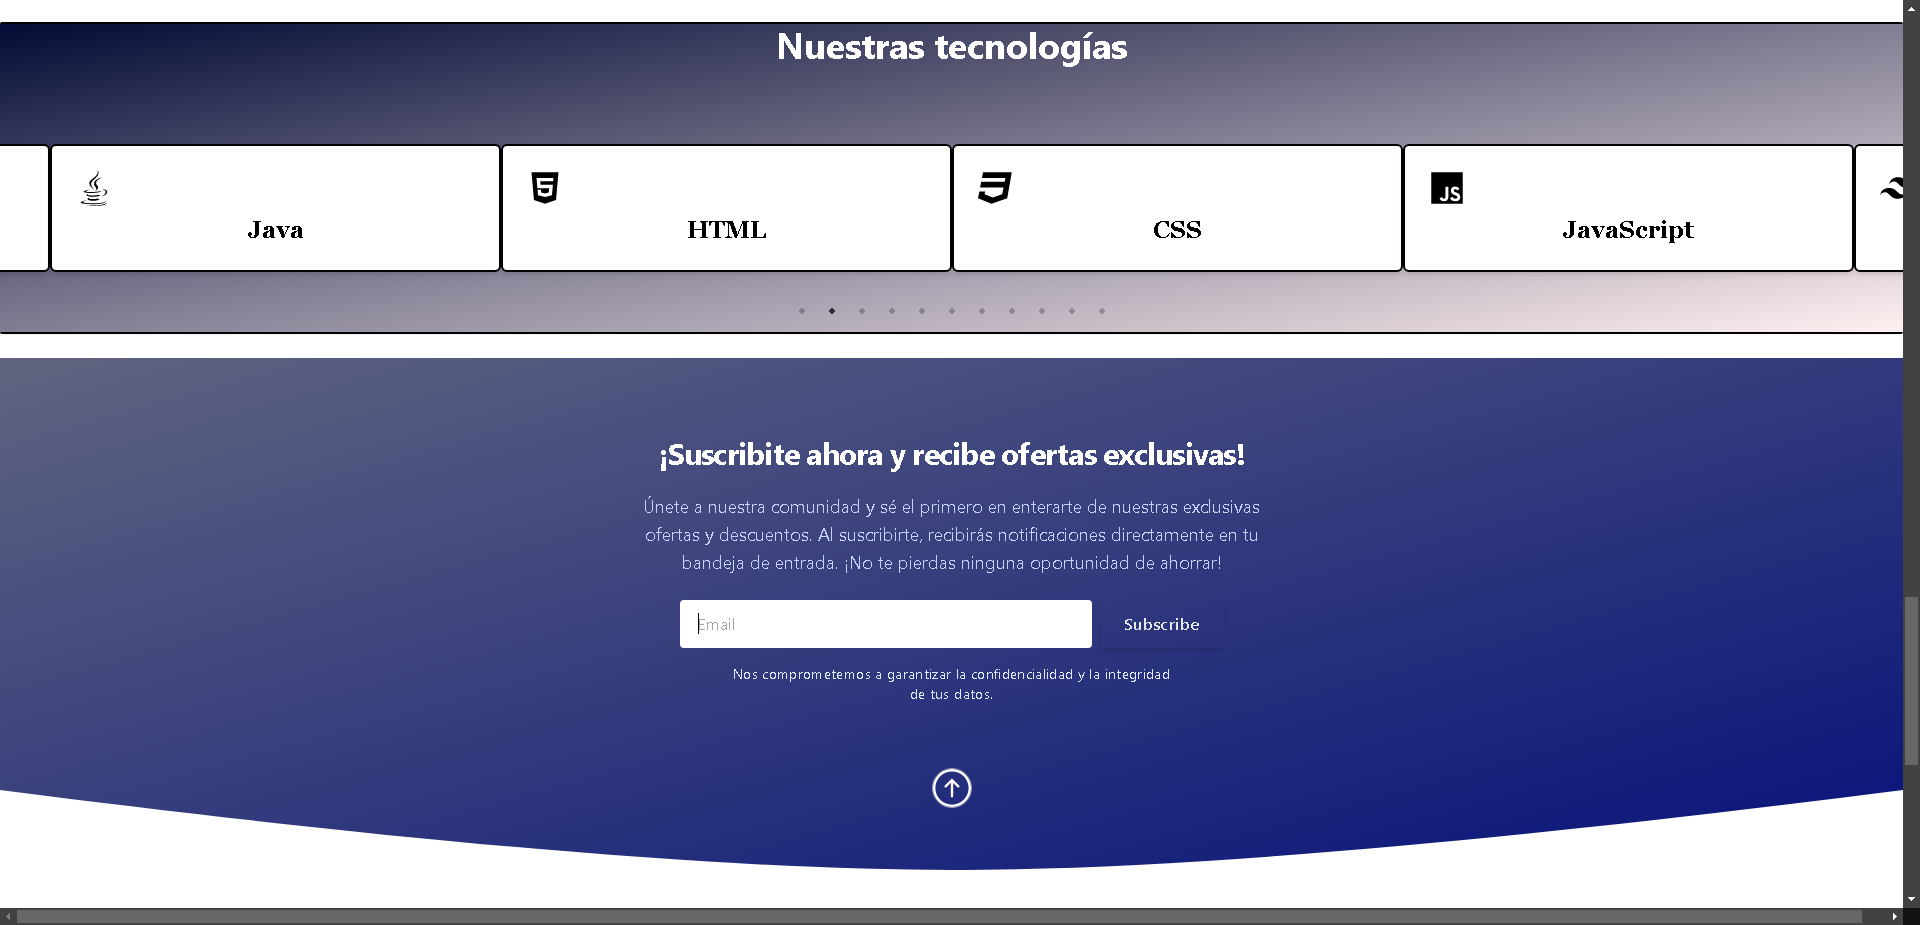 Nuestras tecnologías
Java
HTML
CSS
JS
JavaScript
¡Suscribite ahora y recibe ofertas exclusivas!
Únete a nuestra comunidad y sé el primero en enterarte de nuestras exclusivas
ofertas y descuentos. Al suscribirte, recibirás notificaciones directamente en tu
bandeja de entrada. ¡No te pierdas ninguna oportunidad de ahorrar!
Email
Subscribe
Nos comprometemos a garantizar la confidencialidad y la integridad
de tus datos.